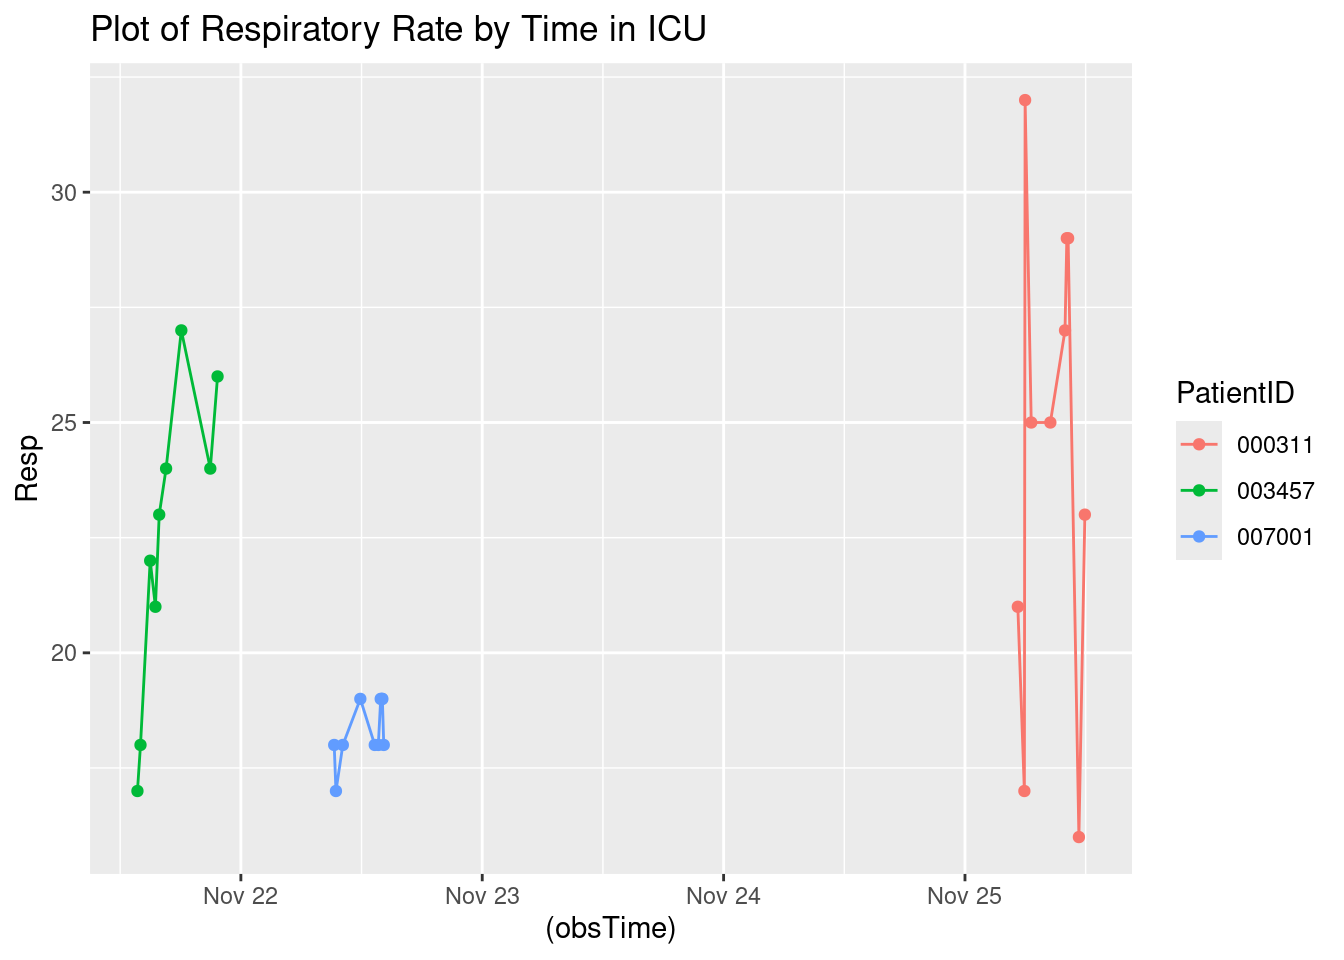 Plot of Respiratory Rate by Time in ICU
30
25
20
Resp
Nov 22
Nov 23
Nov 24
Nov 25
(obsTime)
PatientID
000311
003457
007001